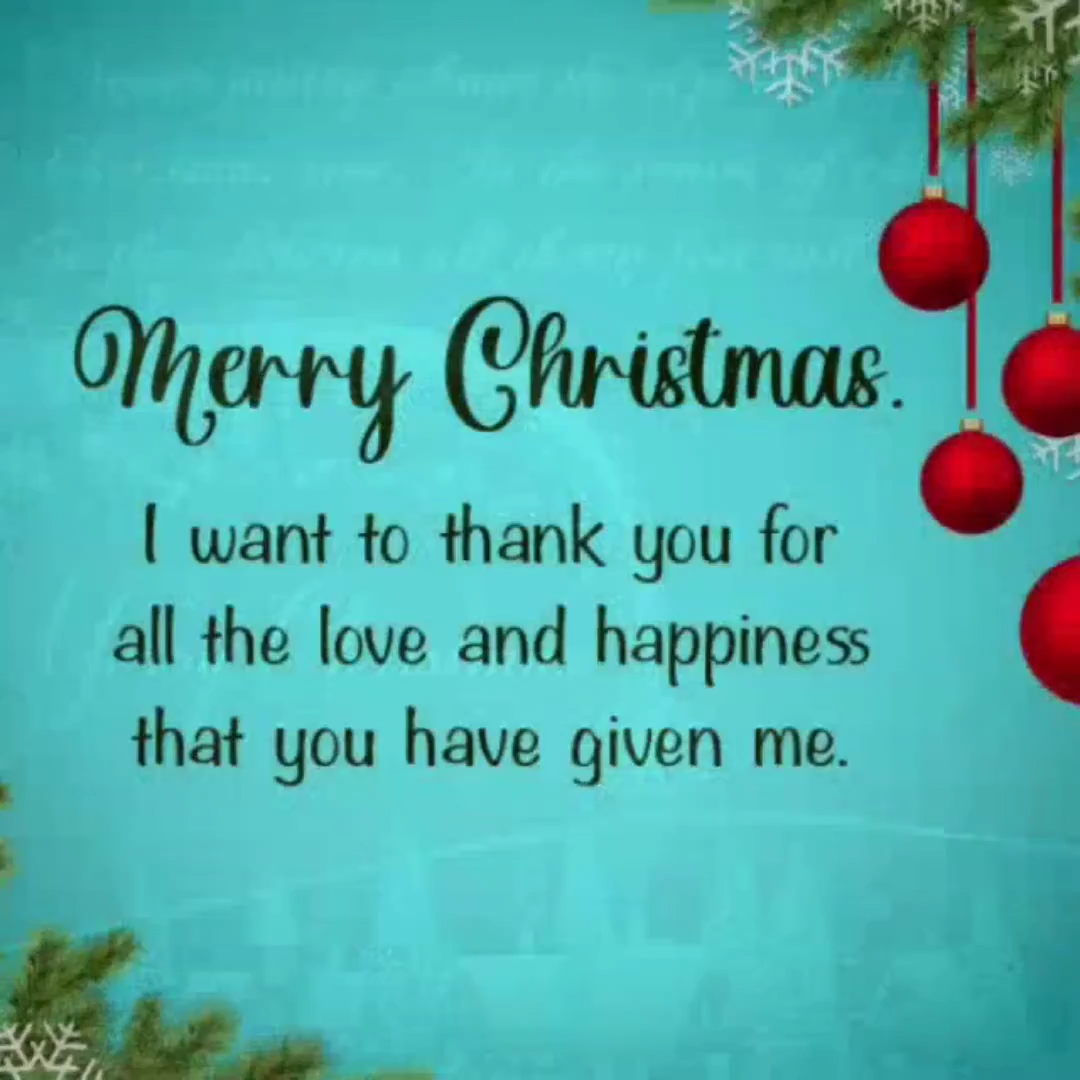 Merry Christmas.
I want to thank you for
all the love and happiness
that you have given me.